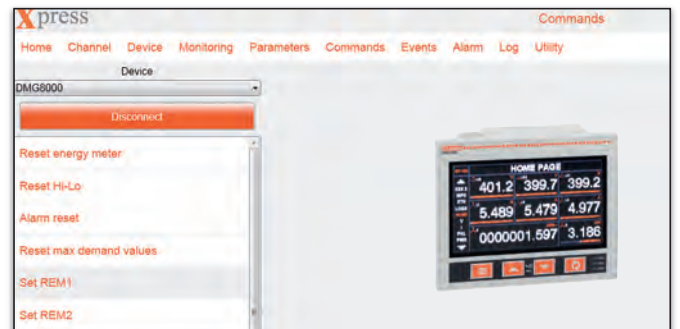 Xpress
Commands
Home Channel Device Monitoring Parameters Commands Events Alarm Log Utility
Device
DMG8000
Disconnect
Reset energy meter
Reset Hi-Lo
Alarm reset
Reset max demand values
Set REM1
Set REM2
HOME PAGE
401.2 399.7 399.2
5.489 5.479 4.977
0000001.597 3.186